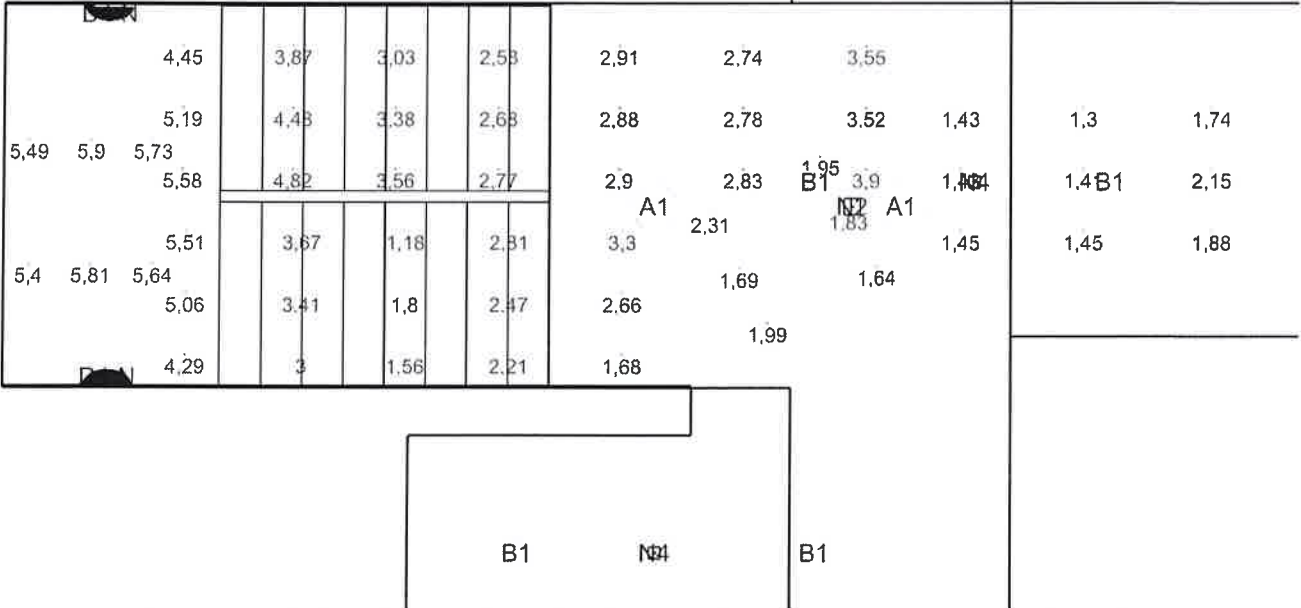 4,45 3,87 3,03 2,53 2,91 2,74 3,55
5,19 4,43 3,38 2,63 2,88 2,78 3,52 1,43 1,3 1,74
5,49 5,9 5,73
1,95
5,58 4,82 3,56 2,77 2,9 2,83 B1 3,9 B1 2,15
A1 A1
2,31 1,83
5,51 3,67 1,18 2,81 3,3 1,45 1,45 1,88
5,4 5,81 5,64 1,69 1,64
5,06 3,41 1,8 2,47 2,66
1,99
4,29 3 1,56 2,21 1,68
B1 B1